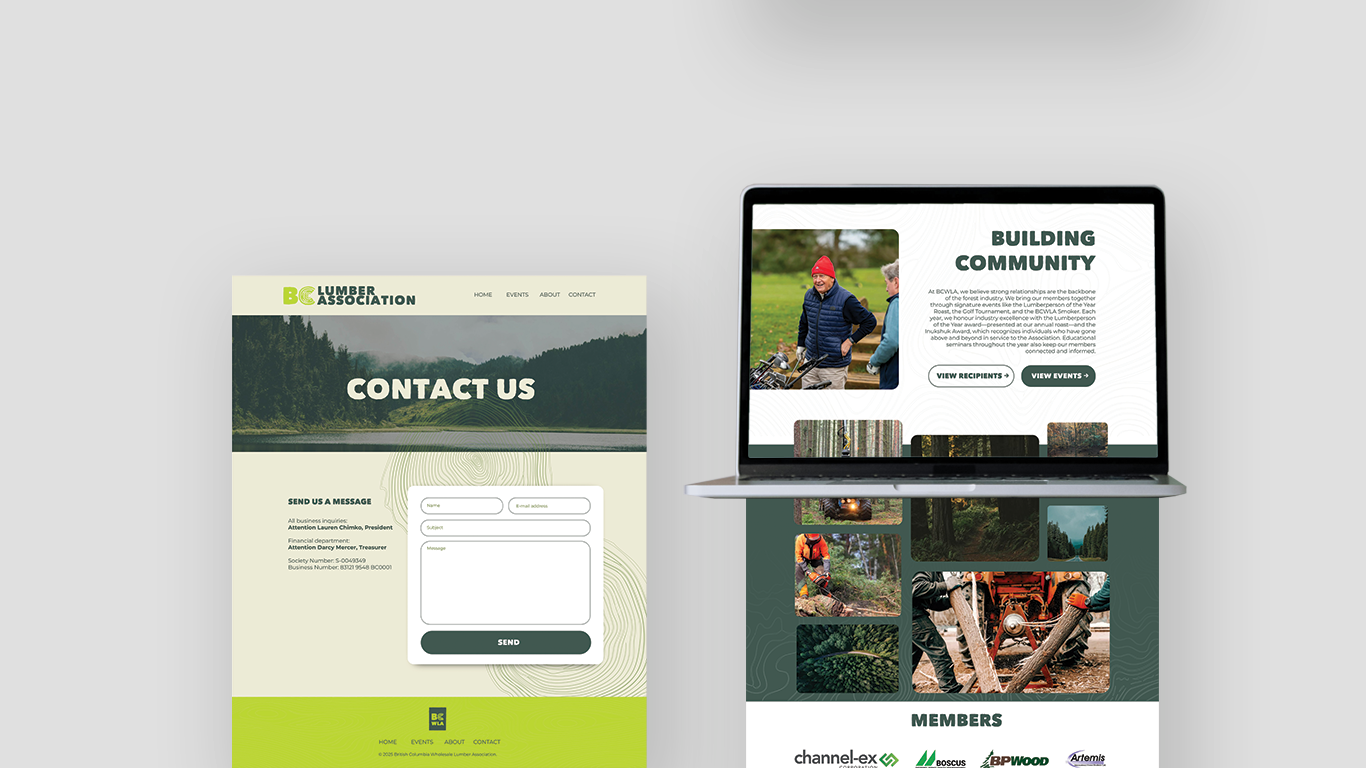 BC LUMBER
ASSOCIATION
HOME EVENTS ABOUT CONTACT
CONTACT US
SEND US A MESSAGE
All business inquiries:
Attention Lauren Chimko, President
Financial department:
Attention Darcy Mercer, Treasurer
Society Number: S-0049349
Business Number: 83121 9548 BC0001
Name
E-mail address
Subject
Message
SEND
BC
WLA
HOME EVENTS ABOUT CONTACT
© 2025 British Columbia Wholesale Lumber Association.
BUILDING
COMMUNITY
At BCWLA, we believe strong relationships are the backbone
of the forest industry. We bring our members together
through signature events like the Lumberperson of the Year
Roast, the Golf Tournament, and the BCWLA Smoker. Each
year, we honour industry excellence with the Lumberperson
of the Year award—presented at our annual roast—and the
Inukshuk Award, which recognizes individuals who have gone
above and beyond in service to the Association. Educational
seminars throughout the year also keep our members
connected and informed.
VIEW RECIPIENTS →
VIEW EVENTS →
MEMBERS
channel-ex
CORPORATION
BOSCUS
BPWOOD
Artemis